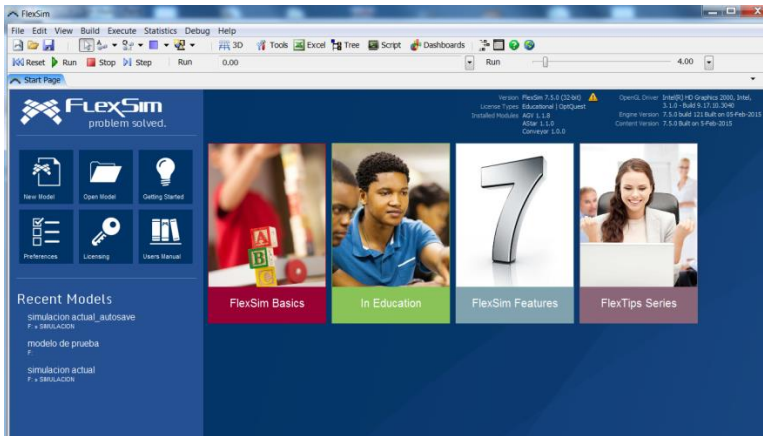 FlexSim
File Edit View Build Execute Statistics Debug Help
3D Tools Excel Tree Script Dashboards
Reset Run Stop Step Run 0.00 Run 4.00
Start Page
FLEXSIM
problem solved.
Version FlexSim 7.5.0 (32-bit)
License Types Educational | OptQuest
Installed Modules AGV 1.1.8
AStar 1.1.0
Conveyor 1.0.0
OpenGL Driver Intel(R) HD Graphics 2000, Intel,
3.1.0 - Build 9.17.10.3040
Engine Version 7.5.0 build 121 Built on 05-Feb-2015
Content Version 7.5.0 Built on 5-Feb-2015
New Model Open Model Getting Started
Preferences Licensing Users Manual
A
B
7
FlexSim Basics In Education FlexSim Features FlexTips Series
Recent Models
simulacion actual_autosave
F: » SIMULACION
modelo de prueba
F:
simulacion actual
F: » SIMULACION